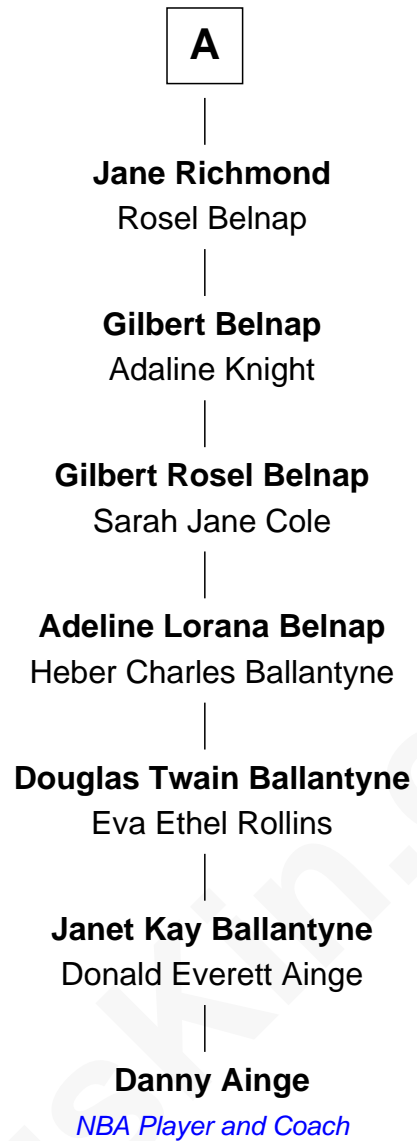 A
Jane Richmond
Rosel Belnap
Gilbert Belnap
Adaline Knight
Gilbert Rosel Belnap
Sarah Jane Cole
Adeline Lorana Belnap
Heber Charles Ballantyne
Douglas Twain Ballantyne
Eva Ethel Rollins
Janet Kay Ballantyne
Donald Everett Ainge
Danny Ainge
NBA Player and Coach